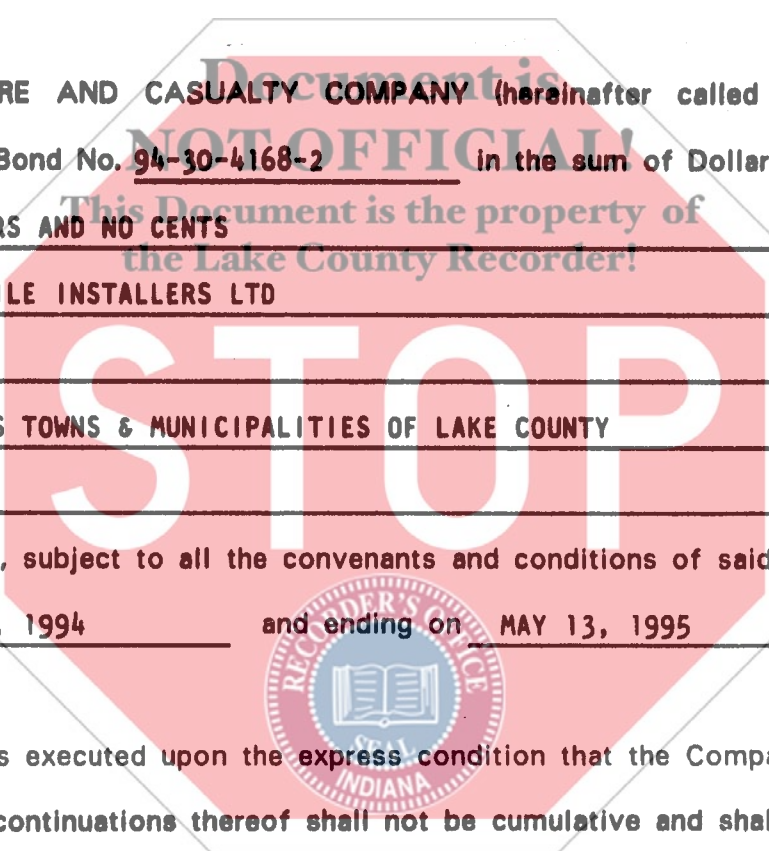 Document is
RE AND CASUALTY COMPANY (hereinafter called
NOT OFFICIAL!
Bond No. 94-30-4168-2 in the sum of Dollar
This Document is the property of
RS AND NO CENTS
the Lake County Recorder!
ILE INSTALLERS LTD
STOP
S TOWNS & MUNICIPALITIES OF LAKE COUNTY
, subject to all the convenants and conditions of said
, 1994 and ending on MAY 13, 1995
RECORDER'S OFFICE
SEAL
INDIANA
s executed upon the express condition that the Compa
continuations thereof shall not be cumulative and shal